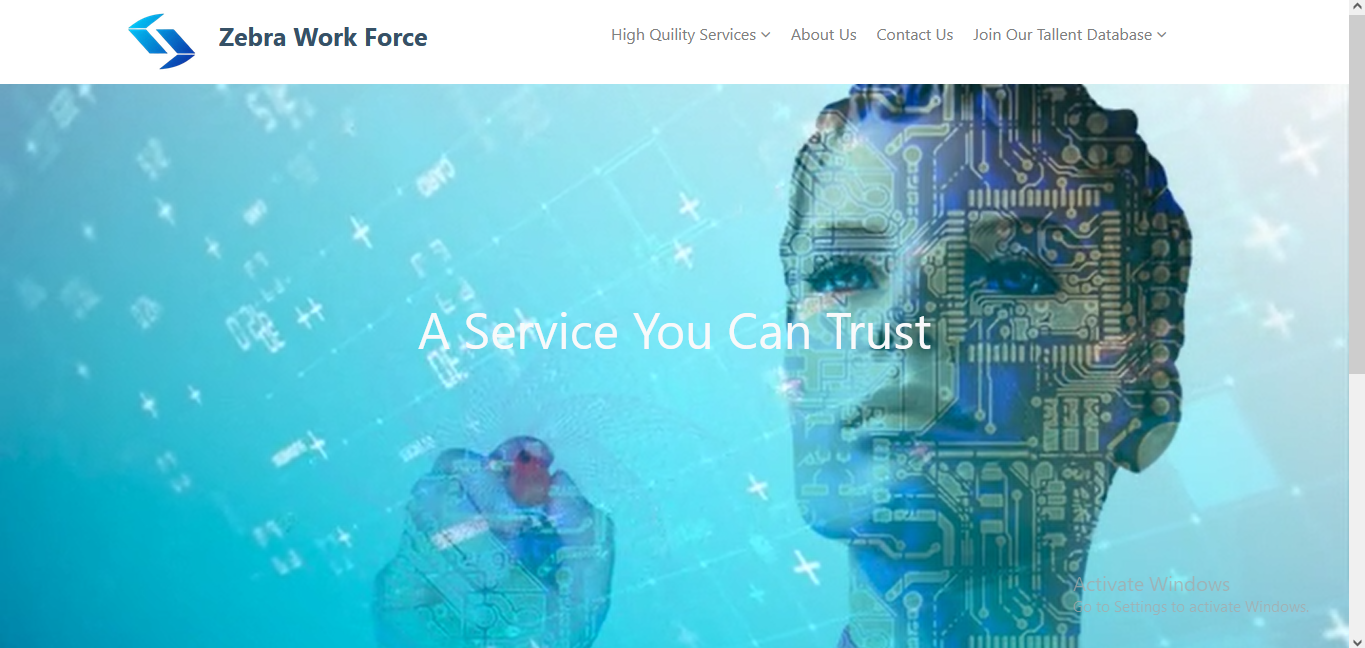 Zebra Work Force
High Quility Services
About Us
Contact Us
Join Our Tallent Database
A Service You Can Trust
Activate Windows
Go to Settings to activate Windows.